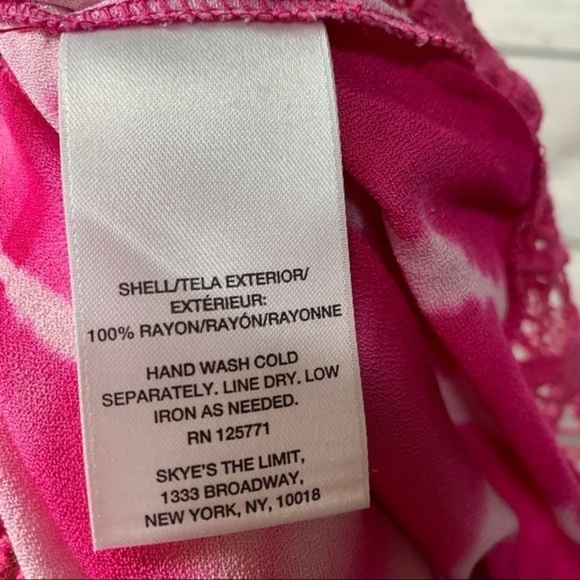 SHELL/TELA EXTERIOR/
EXTÉRIEUR:
100% RAYON/RAYÓN/RAYONNE
HAND WASH COLD
SEPARATELY. LINE DRY. LOW
IRON AS NEEDED.
RN 125771
SKYE'S THE LIMIT,
1333 BROADWAY,
NEW YORK, NY, 10018